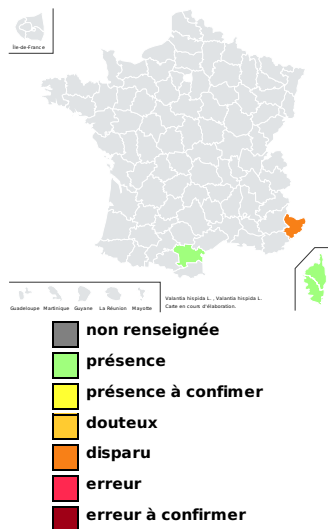 Île-de-France
Valantia hispida L. , Valantia hispida L.
Carte en cours d'élaboration.
Guadeloupe Martinique Guyane La Réunion Mayotte
non renseignée
présence
présence à confimer
douteux
disparu
erreur
erreur à confirmer